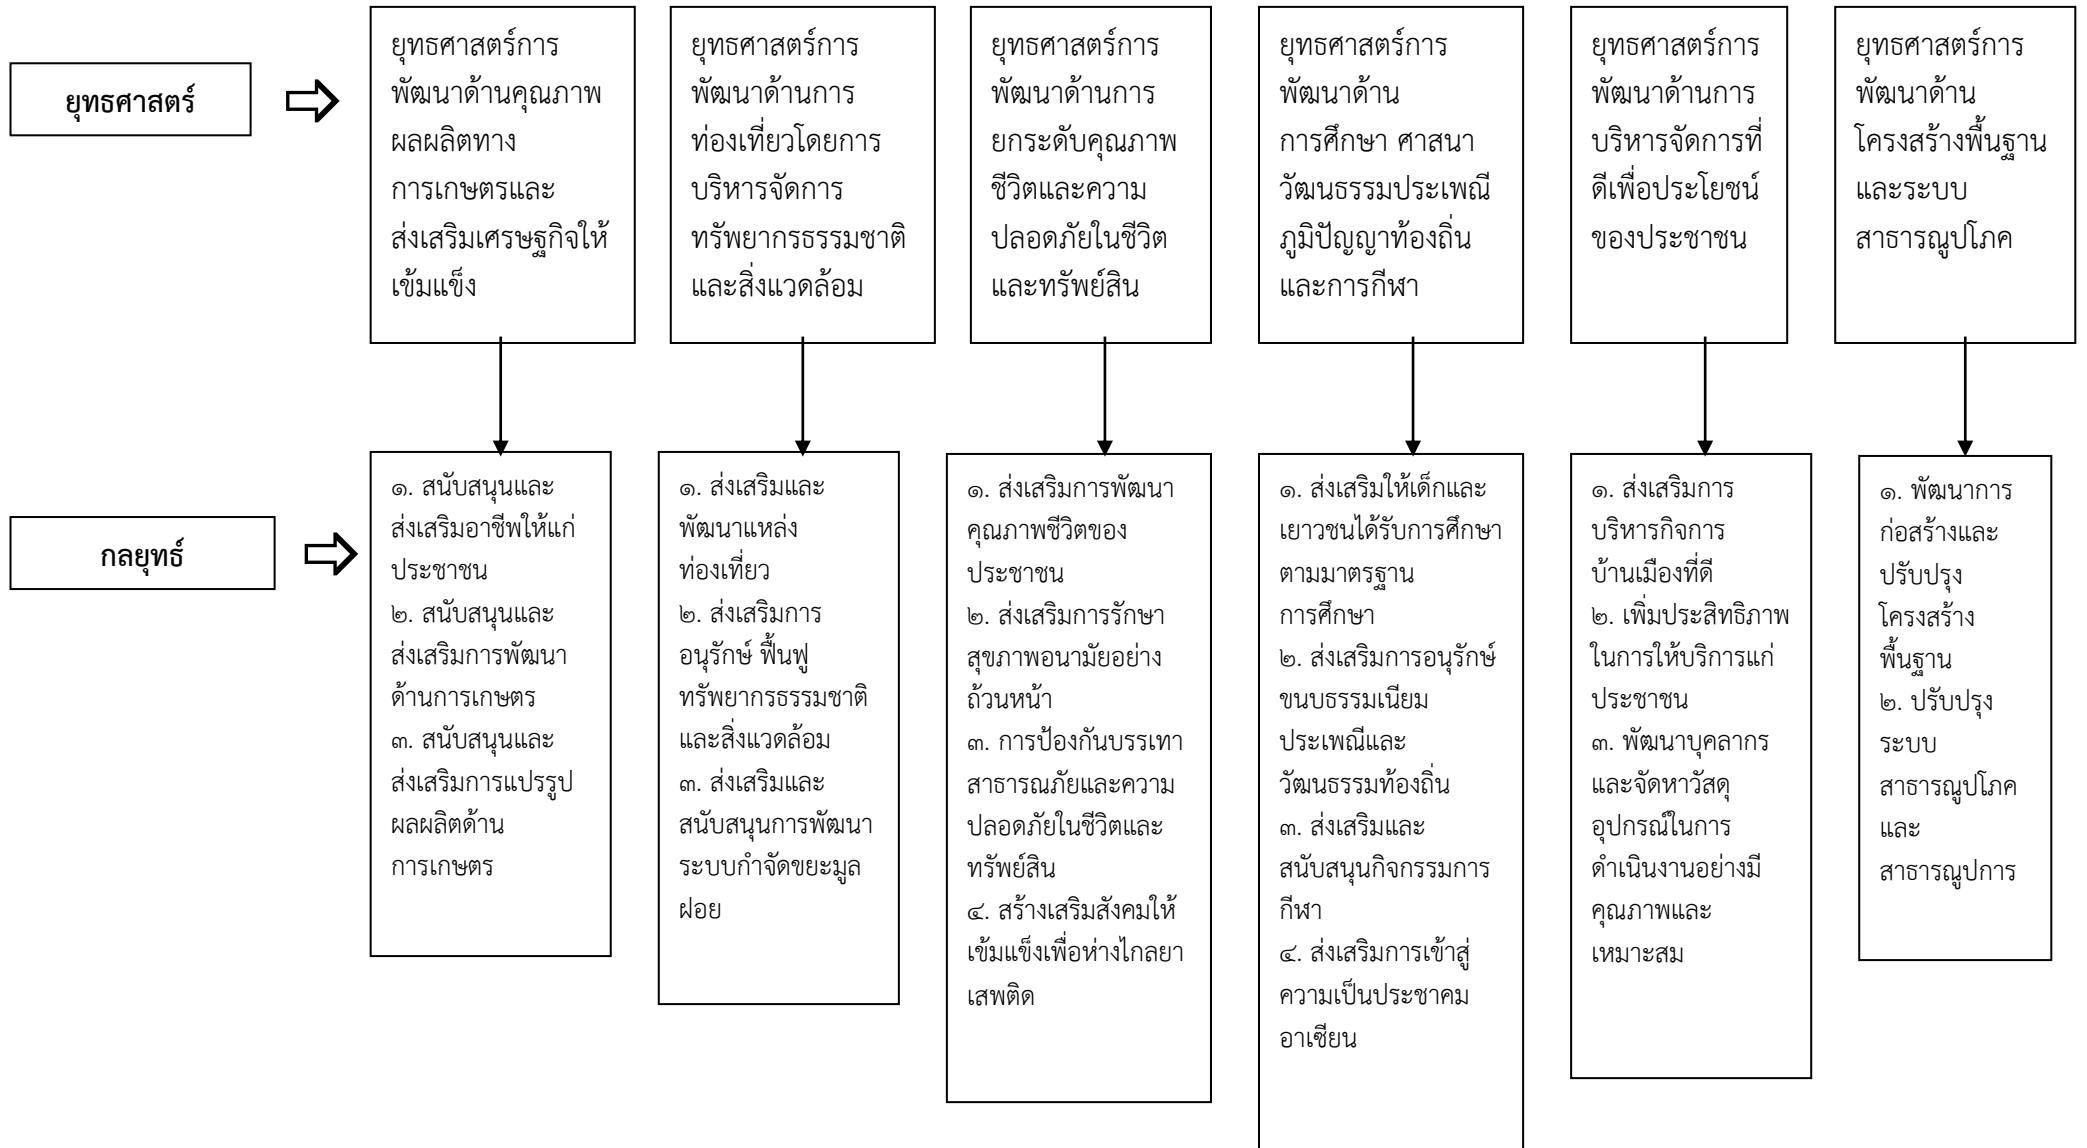 ยุทธศาสตร์
ยุทธศาสตร์การ
พัฒนาด้านคุณภาพ
ผลผลิตทาง
การเกษตรและ
ส่งเสริมเศรษฐกิจให้
เข้มแข็ง
ยุทธศาสตร์การ
พัฒนาด้านการ
ท่องเที่ยวโดยการ
บริหารจัดการ
ทรัพยากรธรรมชาติ
และสิ่งแวดล้อม
ยุทธศาสตร์การ
พัฒนาด้านการ
ยกระดับคุณภาพ
ชีวิตและความ
ปลอดภัยในชีวิต
และทรัพย์สิน
ยุทธศาสตร์การ
พัฒนาด้าน
การศึกษา ศาสนา
วัฒนธรรมประเพณี
ภูมิปัญญาท้องถิ่น
และการกีฬา
ยุทธศาสตร์การ
พัฒนาด้านการ
บริหารจัดการที่
ดีเพื่อประโยชน์
ของประชาชน
ยุทธศาสตร์การ
พัฒนาด้าน
โครงสร้างพื้นฐาน
และระบบ
สาธารณูปโภค
กลยุทธ์
๑. สนับสนุนและ
ส่งเสริมอาชีพให้แก่
ประชาชน
๒. สนับสนุนและ
ส่งเสริมการพัฒนา
ด้านการเกษตร
๓. สนับสนุนและ
ส่งเสริมการแปรรูป
ผลผลิตด้าน
การเกษตร
๑. ส่งเสริมและ
พัฒนาแหล่ง
ท่องเที่ยว
๒. ส่งเสริมการ
อนุรักษ์ ฟื้นฟู
ทรัพยากรธรรมชาติ
และสิ่งแวดล้อม
๓. ส่งเสริมและ
สนับสนุนการพัฒนา
ระบบกำจัดขยะมูล
ฝอย
๑. ส่งเสริมการพัฒนา
คุณภาพชีวิตของ
ประชาชน
๒. ส่งเสริมการรักษา
สุขภาพอนามัยอย่าง
ถ้วนหน้า
๓. การป้องกันบรรเทา
สาธารณภัยและความ
ปลอดภัยในชีวิตและ
ทรัพย์สิน
๔. สร้างเสริมสังคมให้
เข้มแข็งเพื่อห่างไกลยา
เสพติด
๑. ส่งเสริมให้เด็กและ
เยาวชนได้รับการศึกษา
ตามมาตรฐาน
การศึกษา
๒. ส่งเสริมการอนุรักษ์
ขนบธรรมเนียม
ประเพณีและ
วัฒนธรรมท้องถิ่น
๓. ส่งเสริมและ
สนับสนุนกิจกรรมการ
กีฬา
๔. ส่งเสริมการเข้าสู่
ความเป็นประชาคม
อาเซียน
๑. ส่งเสริมการ
บริหารกิจการ
บ้านเมืองที่ดี
๒. เพิ่มประสิทธิภาพ
ในการให้บริการแก่
ประชาชน
๓. พัฒนาบุคลากร
และจัดหาวัสดุ
อุปกรณ์ในการ
ดำเนินงานอย่างมี
คุณภาพและ
เหมาะสม
๑. พัฒนาการ
ก่อสร้างและ
ปรับปรุง
โครงสร้าง
พื้นฐาน
๒. ปรับปรุง
ระบบ
สาธารณูปโภค
และ
สาธารณูปการ